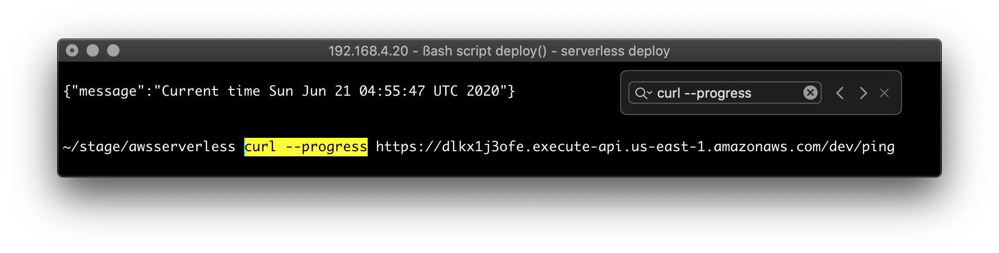 192.168.4.20 - ßash script deploy() - serverless deploy
{"message":"Current time Sun Jun 21 04:55:47 UTC 2020"}
curl --progress
~/stage/awsserverless curl --progress https://dlkx1j3ofe.execute-api.us-east-1.amazonaws.com/dev/ping